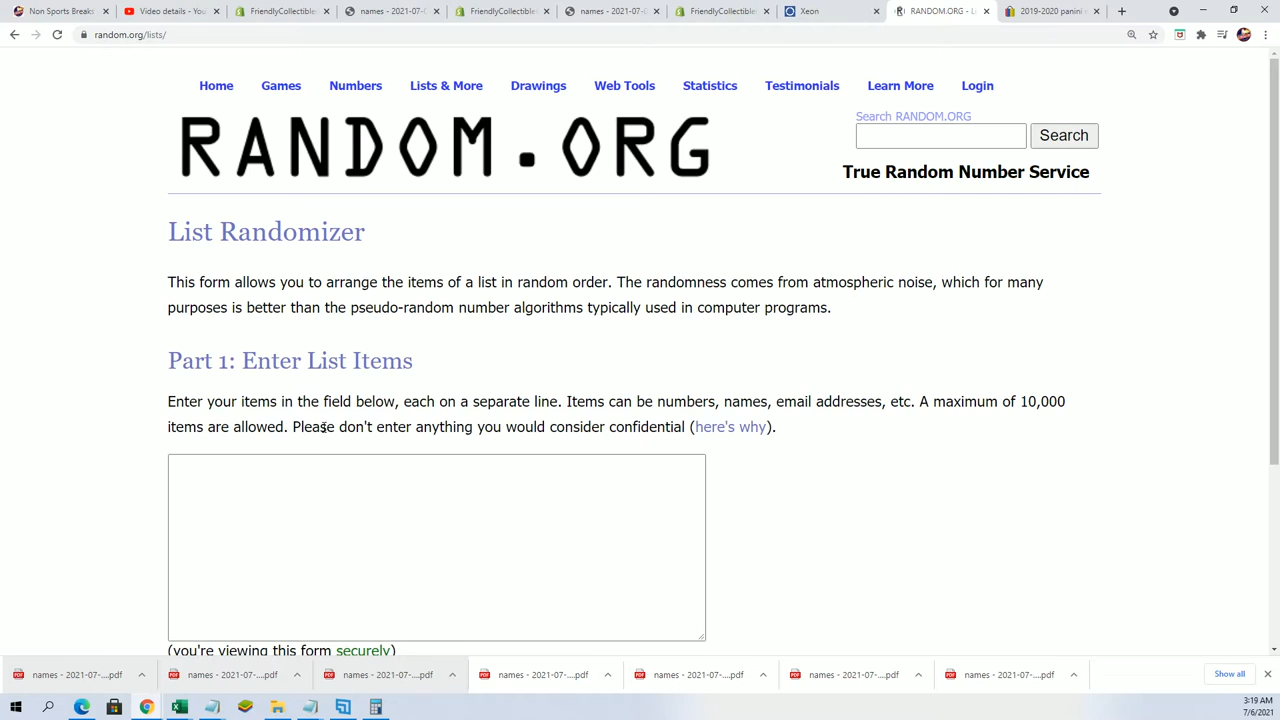 Non Sports Breaks
Video details - You
FriendlyCollectibles
names - 2021-07-0
FriendlyCollectibles
names - 2021-07-0
FriendlyCollectibles
Xeon
RANDOM.ORG - Li
2019-2020 panini
random.org/lists/
Home Games Numbers Lists & More Drawings Web Tools Statistics Testimonials Learn More Login
RANDOM.ORG
Search RANDOM.ORG
Search
True Random Number Service
List Randomizer
This form allows you to arrange the items of a list in random order. The randomness comes from atmospheric noise, which for many
purposes is better than the pseudo-random number algorithms typically used in computer programs.
Part 1: Enter List Items
Enter your items in the field below, each on a separate line. Items can be numbers, names, email addresses, etc. A maximum of 10,000
items are allowed. Please don't enter anything you would consider confidential (here's why).
(you're viewing this form securely)
names - 2021-07-....pdf
names - 2021-07-....pdf
names - 2021-07-....pdf
names - 2021-07-....pdf
names - 2021-07-....pdf
names - 2021-07-....pdf
names - 2021-07-....pdf
Show all
3:19 AM
7/6/2021